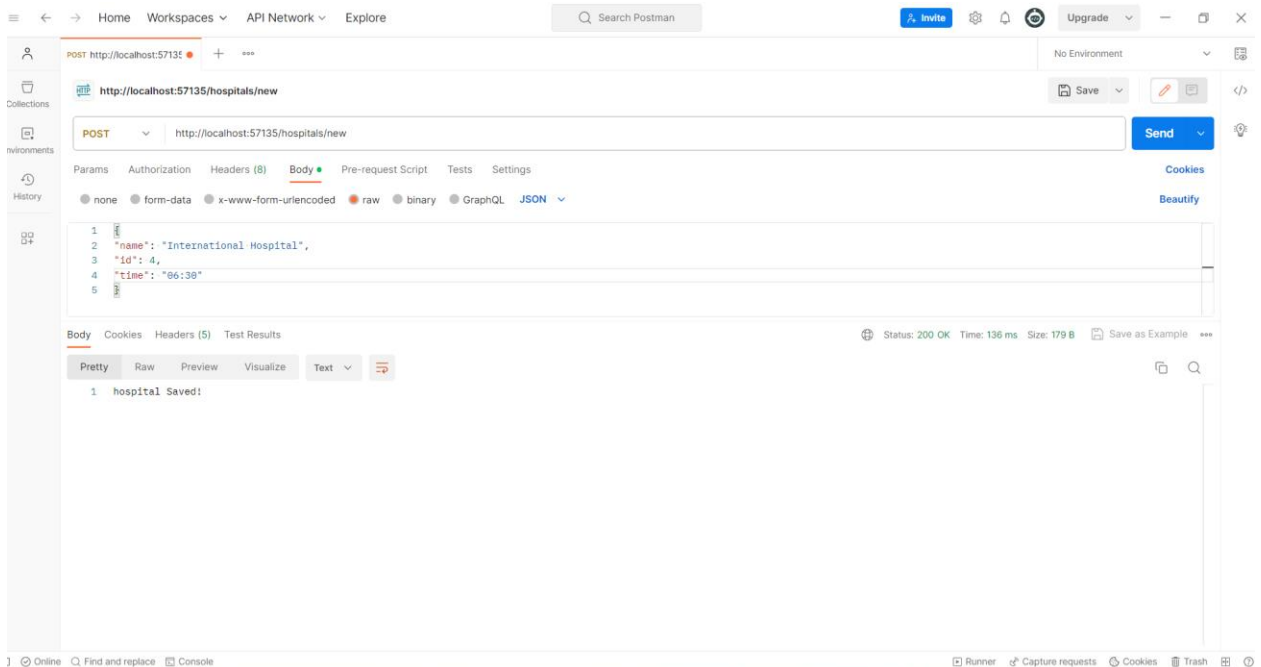 Home Workspaces API Network Explore Search Postman Invite Upgrade
POST http://localhost:57135 No Environment
HTTP http://localhost:57135/hospitals/new Save
POST http://localhost:57135/hospitals/new Send
Params Authorization Headers (8) Body Pre-request Script Tests Settings Cookies
none form-data x-www-form-urlencoded raw binary GraphQL JSON Beautify
Collections
nvironments
History
1 {
2 "name": "International Hospital",
3 "id": 4,
4 "time": "06:30"
5 }
Body Cookies Headers (5) Test Results Status: 200 OK Time: 136 ms Size: 179 B Save as Example
Pretty Raw Preview Visualize Text
1 hospital Saved!
Online Find and replace Console Runner Capture requests Cookies Trash